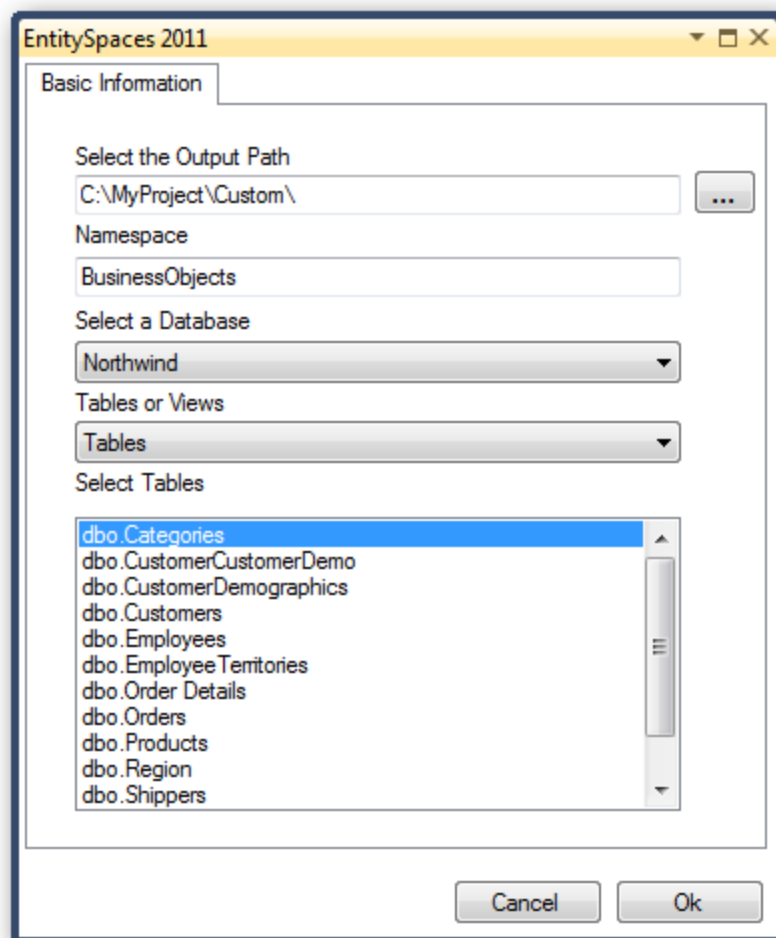 EntitySpaces 2011
Basic Information
Select the Output Path
C:\MyProject\Custom\
...
Namespace
BusinessObjects
Select a Database
Northwind
Tables or Views
Tables
Select Tables
dbo.Categories
dbo.CustomerCustomerDemo
dbo.CustomerDemographics
dbo.Customers
dbo.Employees
dbo.EmployeeTerritories
dbo.Order Details
dbo.Orders
dbo.Products
dbo.Region
dbo.Shippers
Cancel
Ok